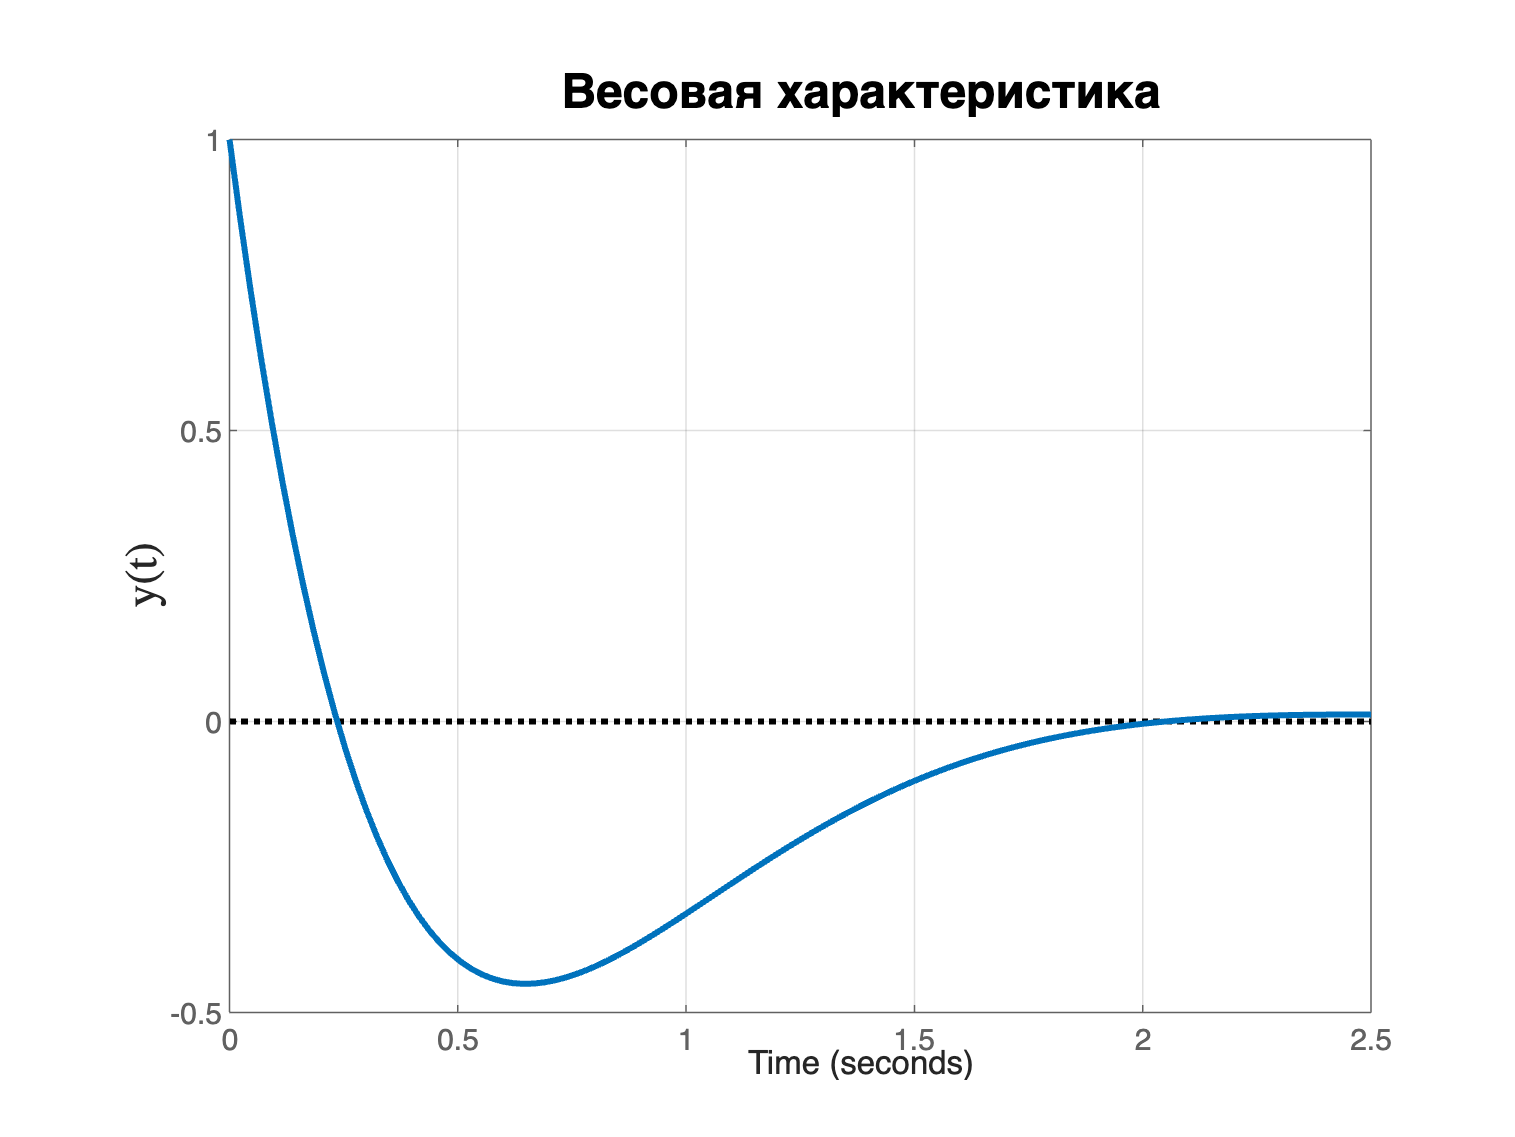 Весовая характеристика
1
0.5
0
-0.5
y(t)
0 0.5 1 1.5 2 2.5
Time (seconds)